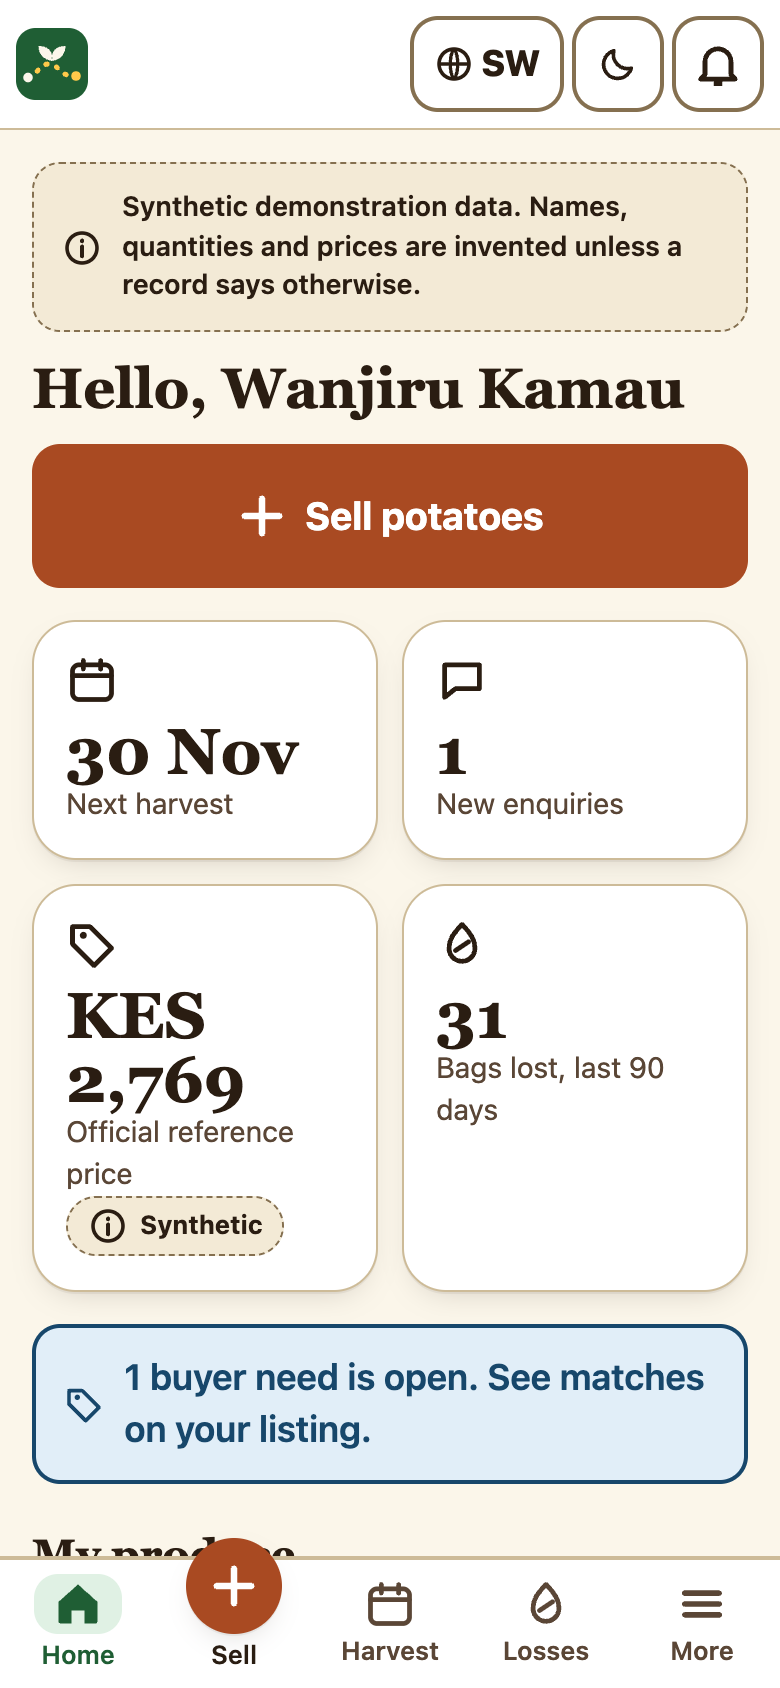 SW
Synthetic demonstration data. Names,
quantities and prices are invented unless a
record says otherwise.
Hello, Wanjiru Kamau
Sell potatoes
30 Nov
Next harvest
1
New enquiries
KES
2,769
Official reference
price
Synthetic
31
Bags lost, last 90
days
1 buyer need is open. See matches
on your listing.
My produce
Home
Sell
Harvest
Losses
More